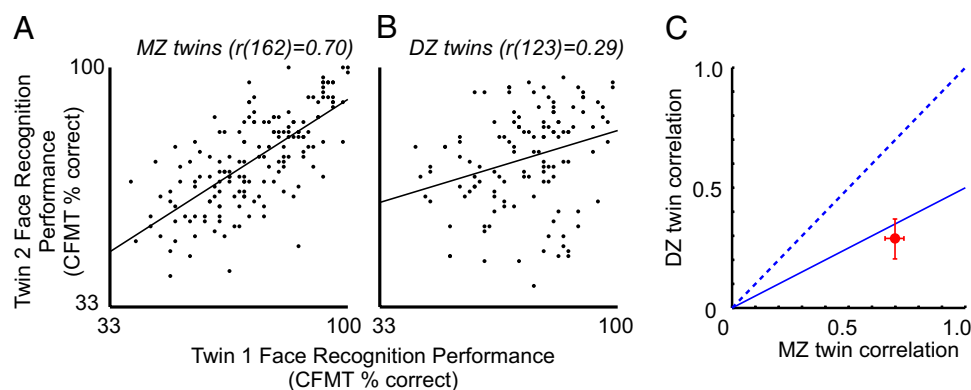 A
MZ twins (r(162)=0.70)
Twin 2 Face Recognition
Performance
(CFMT % correct)
100
33
33
100
B
DZ twins (r(123)=0.29)
33
100
Twin 1 Face Recognition Performance
(CFMT % correct)
C
DZ twin correlation
1.0
0.5
0
0
0.5
1.0
MZ twin correlation